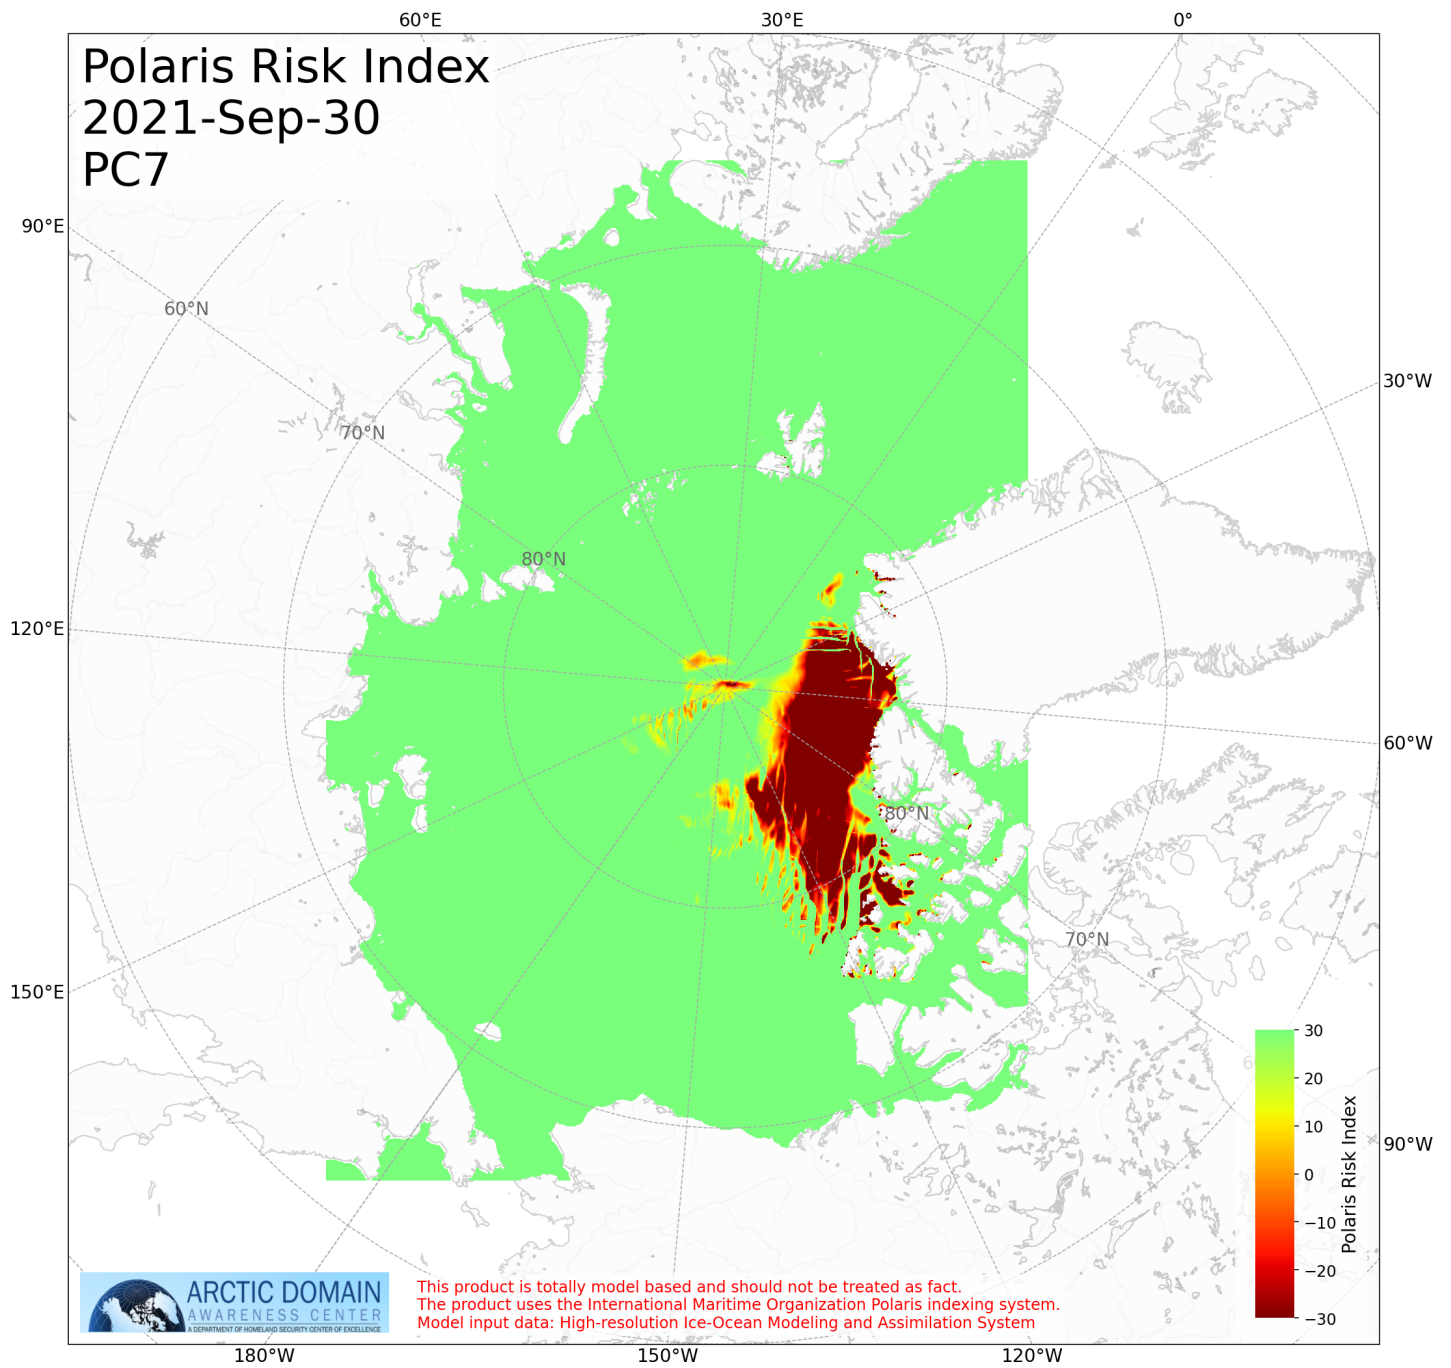 60°E 30°E 0°
Polaris Risk Index
2021-Sep-30
PC7
90°E
60°N
30°W
70°N
80°N
120°E
60°W
80°N
70°N
150°E
30
20
10
0
−10
−20
−30
Polaris Risk Index
90°W
ARCTIC DOMAIN
AWARENESS CENTER
A DEPARTMENT OF HOMELAND SECURITY CENTER OF EXCELLENCE
This product is totally model based and should not be treated as fact.
The product uses the International Maritime Organization Polaris indexing system.
Model input data: High-resolution Ice-Ocean Modeling and Assimilation System
180°W 150°W 120°W